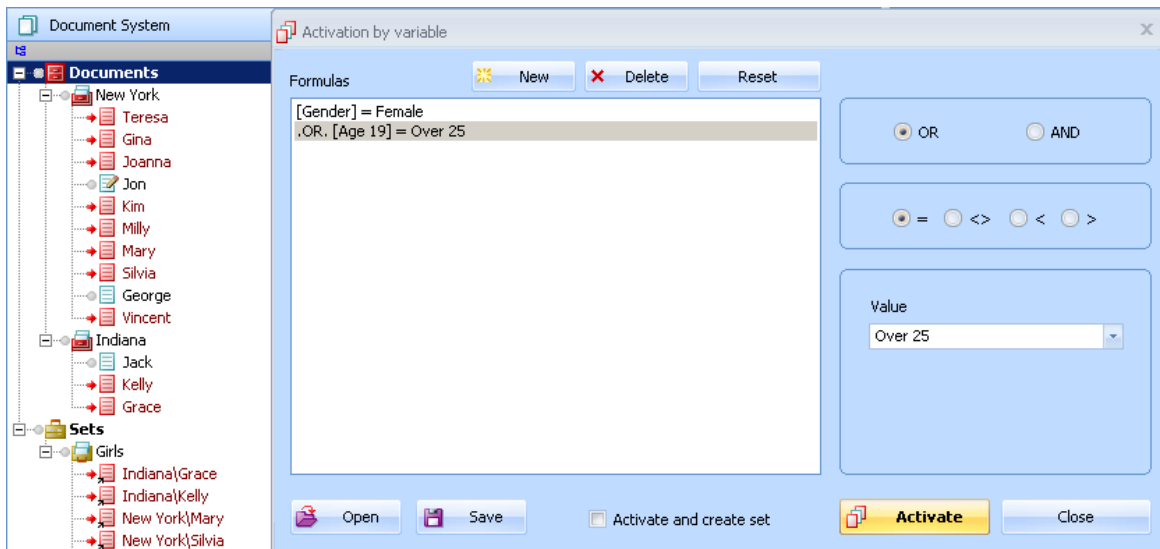 Document System
Documents
New York
Teresa
Gina
Joanna
Jon
Kim
Milly
Mary
Silvia
George
Vincent
Indiana
Jack
Kelly
Grace
Sets
Girls
Indiana\Grace
Indiana\Kelly
New York\Mary
New York\Silvia
Activation by variable
Formulas
New
Delete
Reset
[Gender] = Female
.OR. [Age 19] = Over 25
OR
AND
= <> < >
Value
Over 25
Open
Save
Activate and create set
Activate
Close